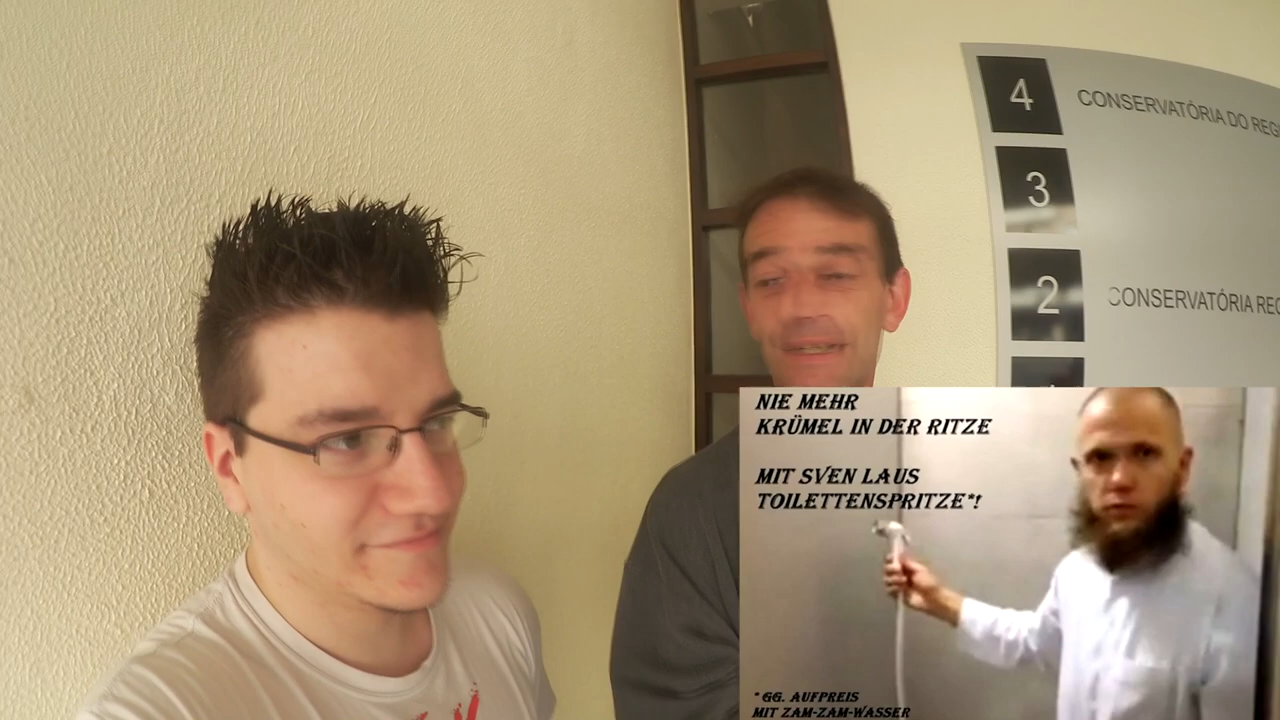 4 CONSERVATÓRIA DO REG
3
2 CONSERVATÓRIA REG
NIE MEHR
KRÜMEL IN DER RITZE
MIT SVEN LAUS
TOILETTENSPRITZE*!
* GG. AUFPREIS
MIT ZAM-ZAM-WASSER